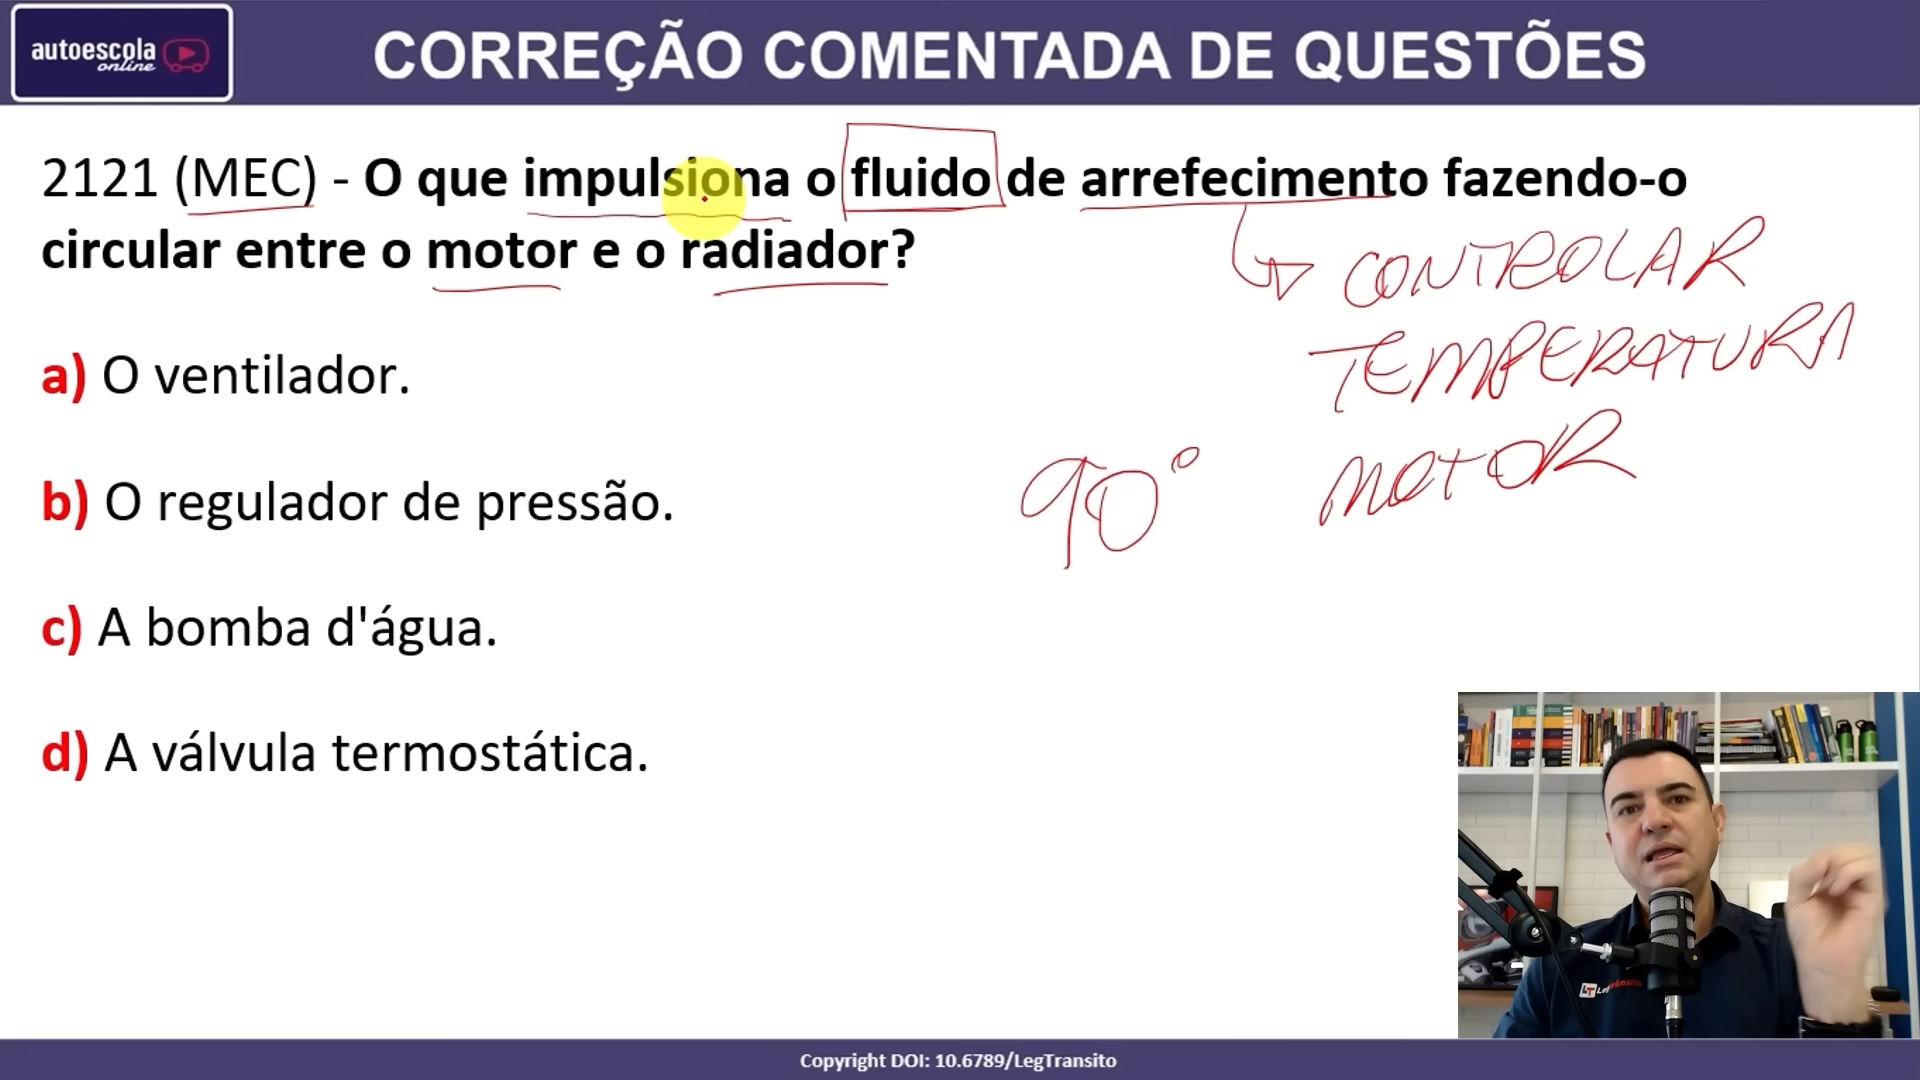 autoescola
online
CORREÇÃO COMENTADA DE QUESTÕES
2121 (MEC) - O que impulsiona o fluido de arrefecimento fazendo-o
circular entre o motor e o radiador?
CONTROLAR
TEMPERATURA
MOTOR
90°
a) O ventilador.
b) O regulador de pressão.
c) A bomba d'água.
d) A válvula termostática.
Copyright DOI: 10.6789/LegTransito